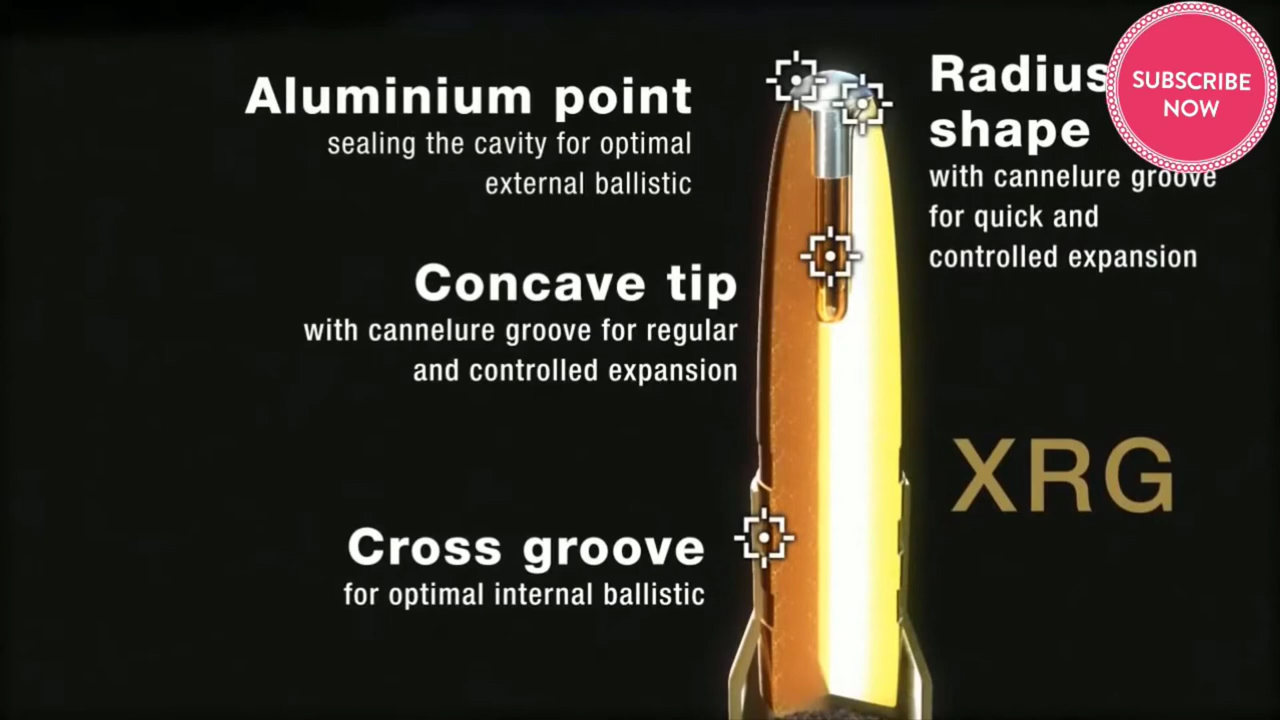 Aluminium point
sealing the cavity for optimal
external ballistic
Radius
shape
with cannelure groove
for quick and
controlled expansion
SUBSCRIBE
NOW
Concave tip
with cannelure groove for regular
and controlled expansion
XRG
Cross groove
for optimal internal ballistic